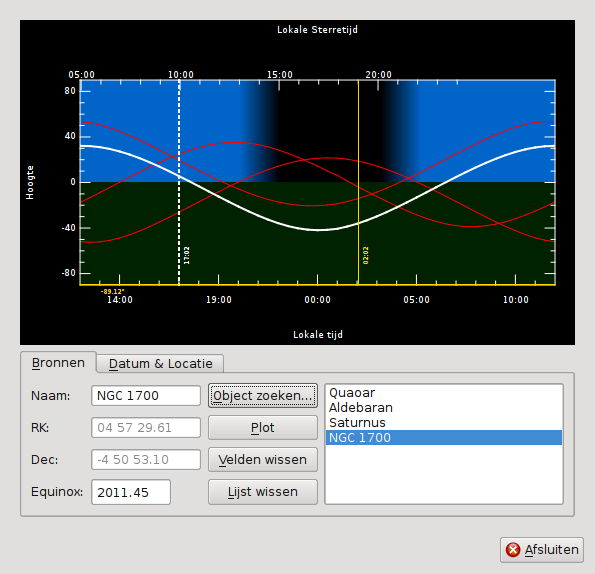 Lokale Sterretijd
05:00 10:00 15:00 20:00
80
40
0
-40
-80
Hoogte
17:02
02:02
-89.12°
14:00 19:00 00:00 05:00 10:00
Lokale tijd
Bronnen Datum & Locatie
Naam: NGC 1700 Object zoeken...
RK: 04 57 29.61 Plot
Dec: -4 50 53.10 Velden wissen
Equinox: 2011.45 Lijst wissen
Quaoar
Aldebaran
Saturnus
NGC 1700
Afsluiten